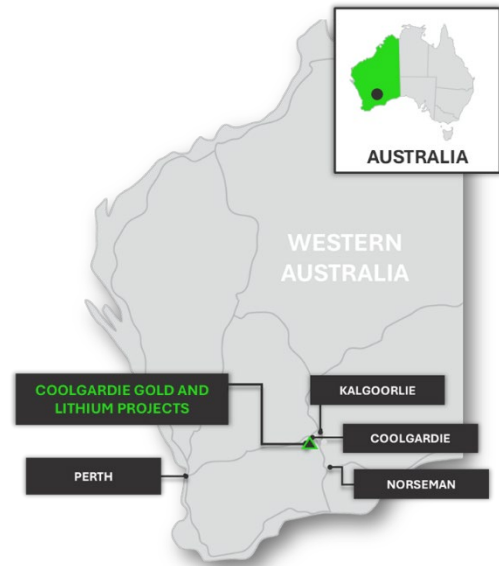 AUSTRALIA
WESTERN
AUSTRALIA
COOLGARDIE GOLD AND
LITHIUM PROJECTS
KALGOORLIE
COOLGARDIE
PERTH
NORSEMAN